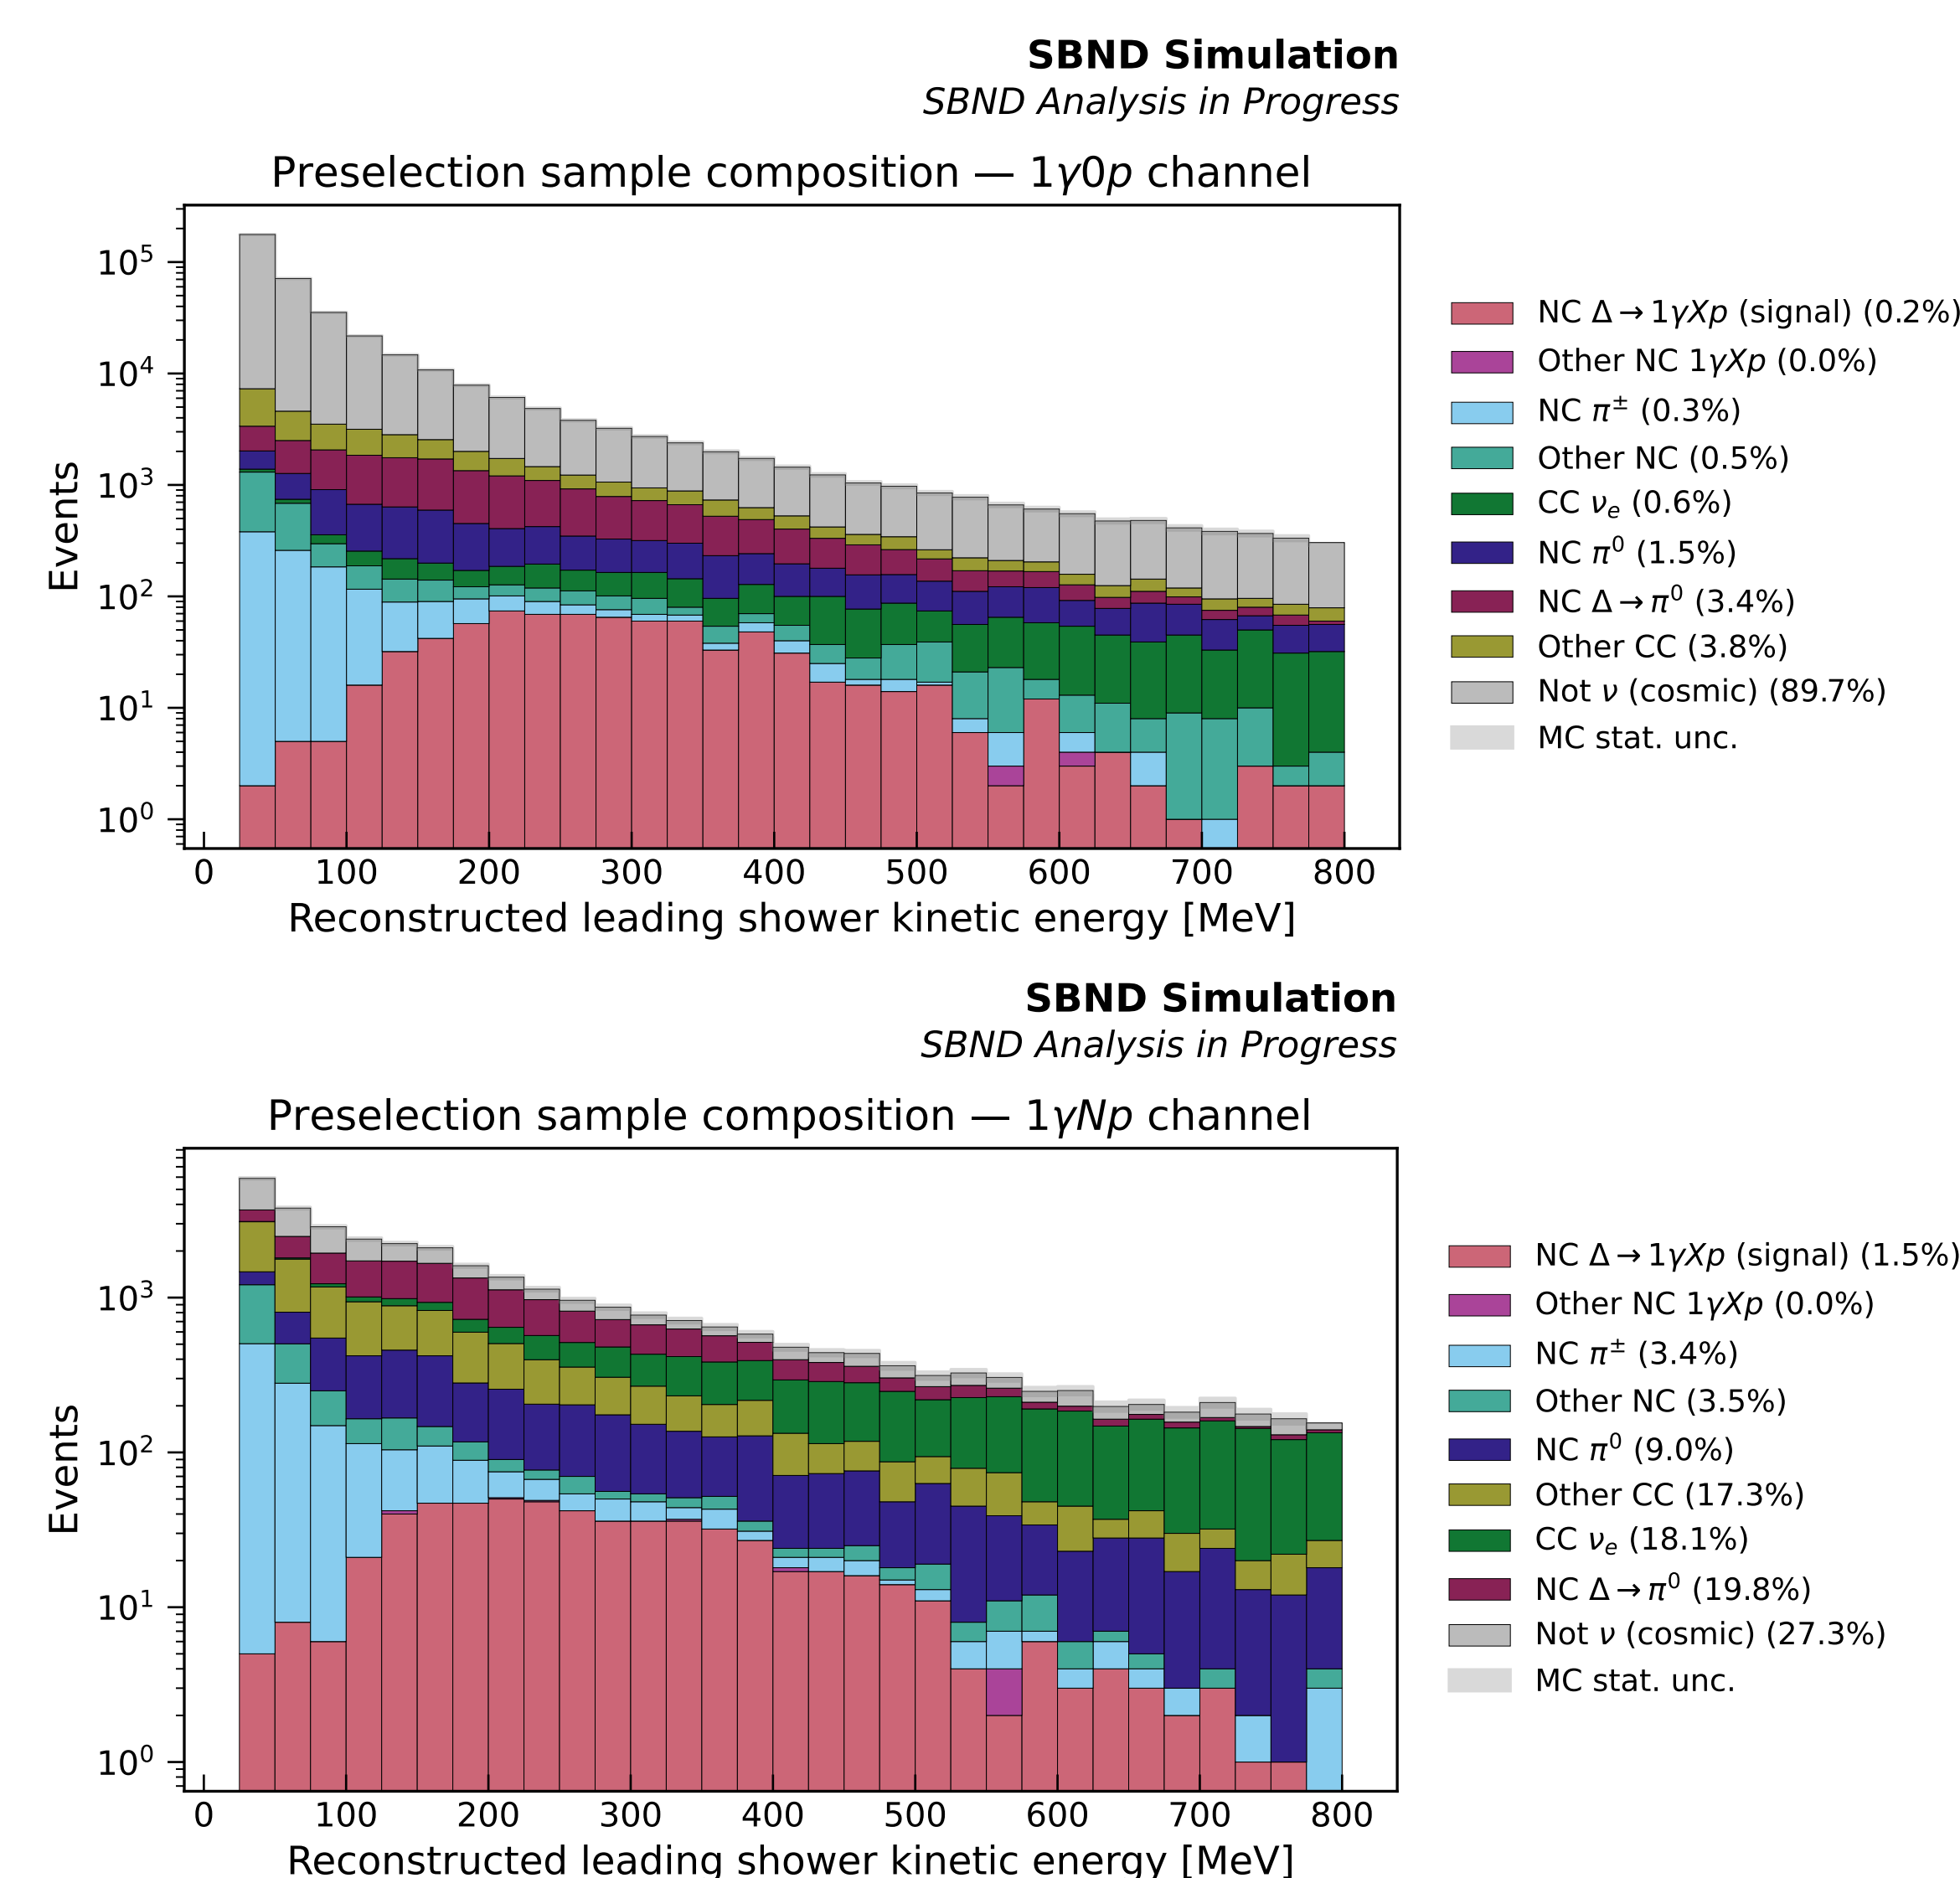 SBND Simulation
SBND Analysis in Progress
Preselection sample composition — 1γ0p channel
Events
10⁵
10⁴
10³
10²
10¹
10⁰
0 100 200 300 400 500 600 700 800
Reconstructed leading shower kinetic energy [MeV]
NC Δ→1γXp (signal) (0.2%)
Other NC 1γXp (0.0%)
NC π± (0.3%)
Other NC (0.5%)
CC νₑ (0.6%)
NC π⁰ (1.5%)
NC Δ→π⁰ (3.4%)
Other CC (3.8%)
Not ν (cosmic) (89.7%)
MC stat. unc.
SBND Simulation
SBND Analysis in Progress
Preselection sample composition — 1γNp channel
Events
10³
10²
10¹
10⁰
0 100 200 300 400 500 600 700 800
Reconstructed leading shower kinetic energy [MeV]
NC Δ→1γXp (signal) (1.5%)
Other NC 1γXp (0.0%)
NC π± (3.4%)
Other NC (3.5%)
NC π⁰ (9.0%)
Other CC (17.3%)
CC νₑ (18.1%)
NC Δ→π⁰ (19.8%)
Not ν (cosmic) (27.3%)
MC stat. unc.